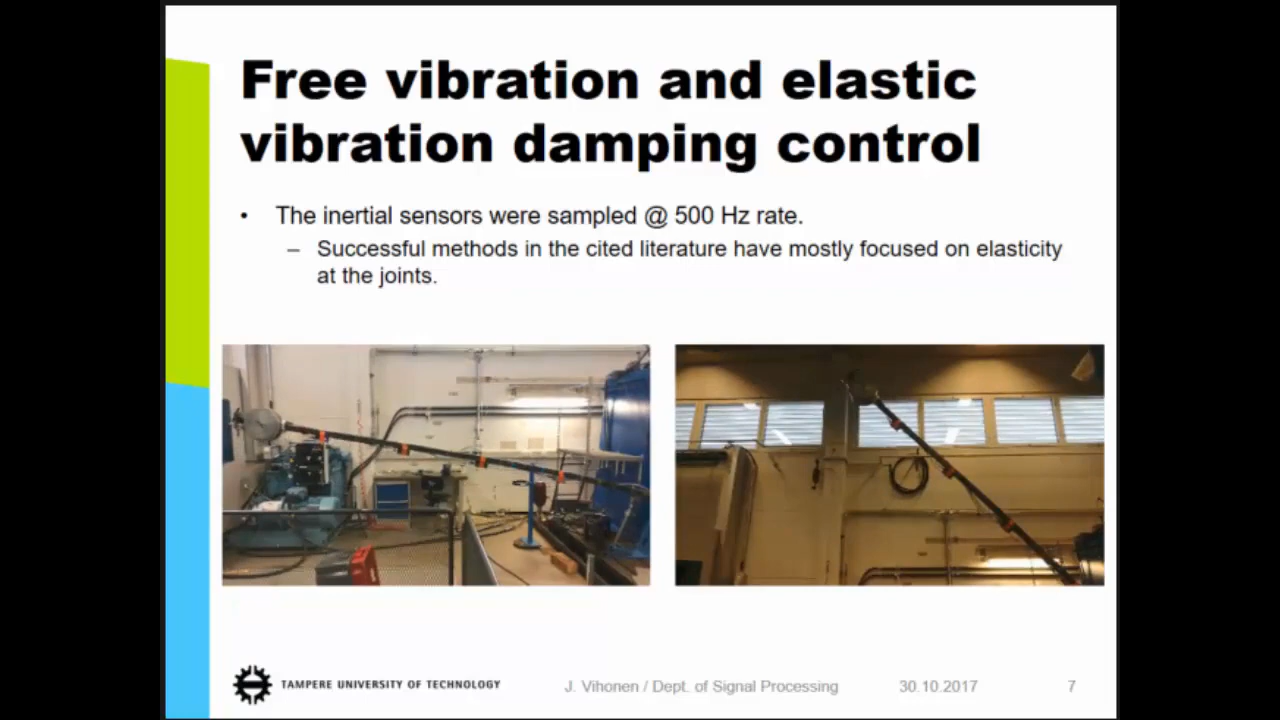 Free vibration and elastic
vibration damping control
• The inertial sensors were sampled @ 500 Hz rate.
– Successful methods in the cited literature have mostly focused on elasticity
at the joints.
TAMPERE UNIVERSITY OF TECHNOLOGY
J. Vihonen / Dept. of Signal Processing
30.10.2017
7